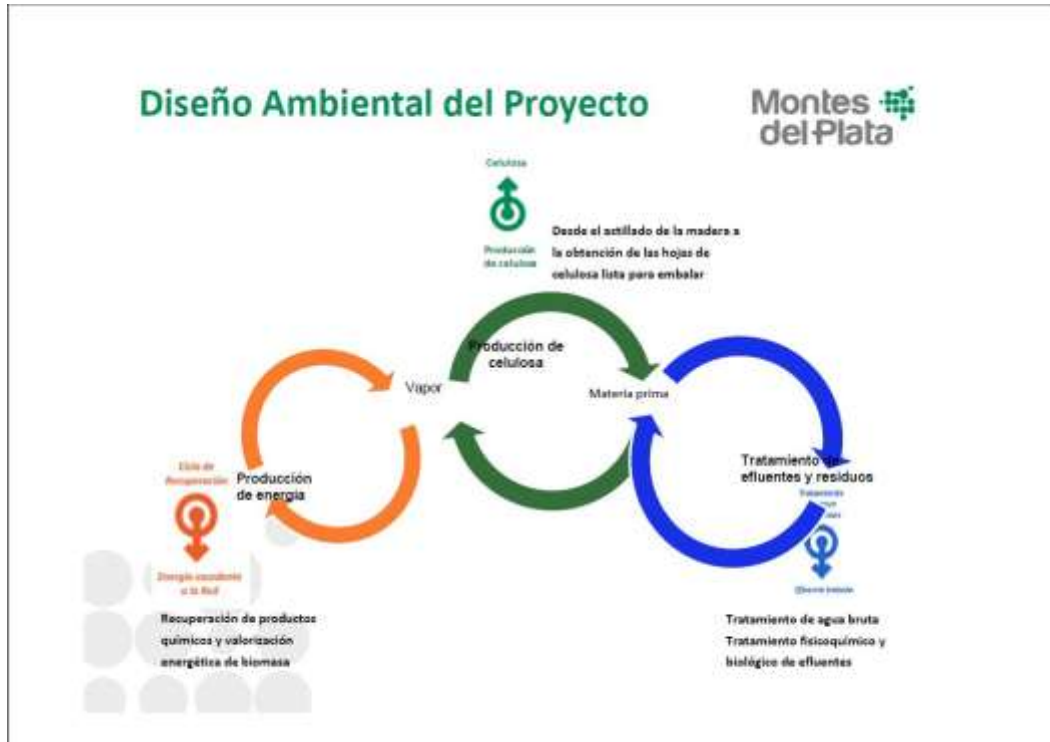 Diseño Ambiental del Proyecto
Montes
del Plata
Celulosa
Producción
de celulosa
Desde el astillado de la madera a
la obtención de las hojas de
celulosa lista para embalar
Producción de
celulosa
Vapor
Materia prima
Ciclo de
Recuperación
Producción
de energía
Energía excedente
a la Red
Recuperación de productos
químicos y valorización
energética de biomasa
Tratamiento de
efluentes y residuos
Tratamiento
Tratamiento de agua bruta
Tratamiento fisicoquímico y
biológico de efluentes